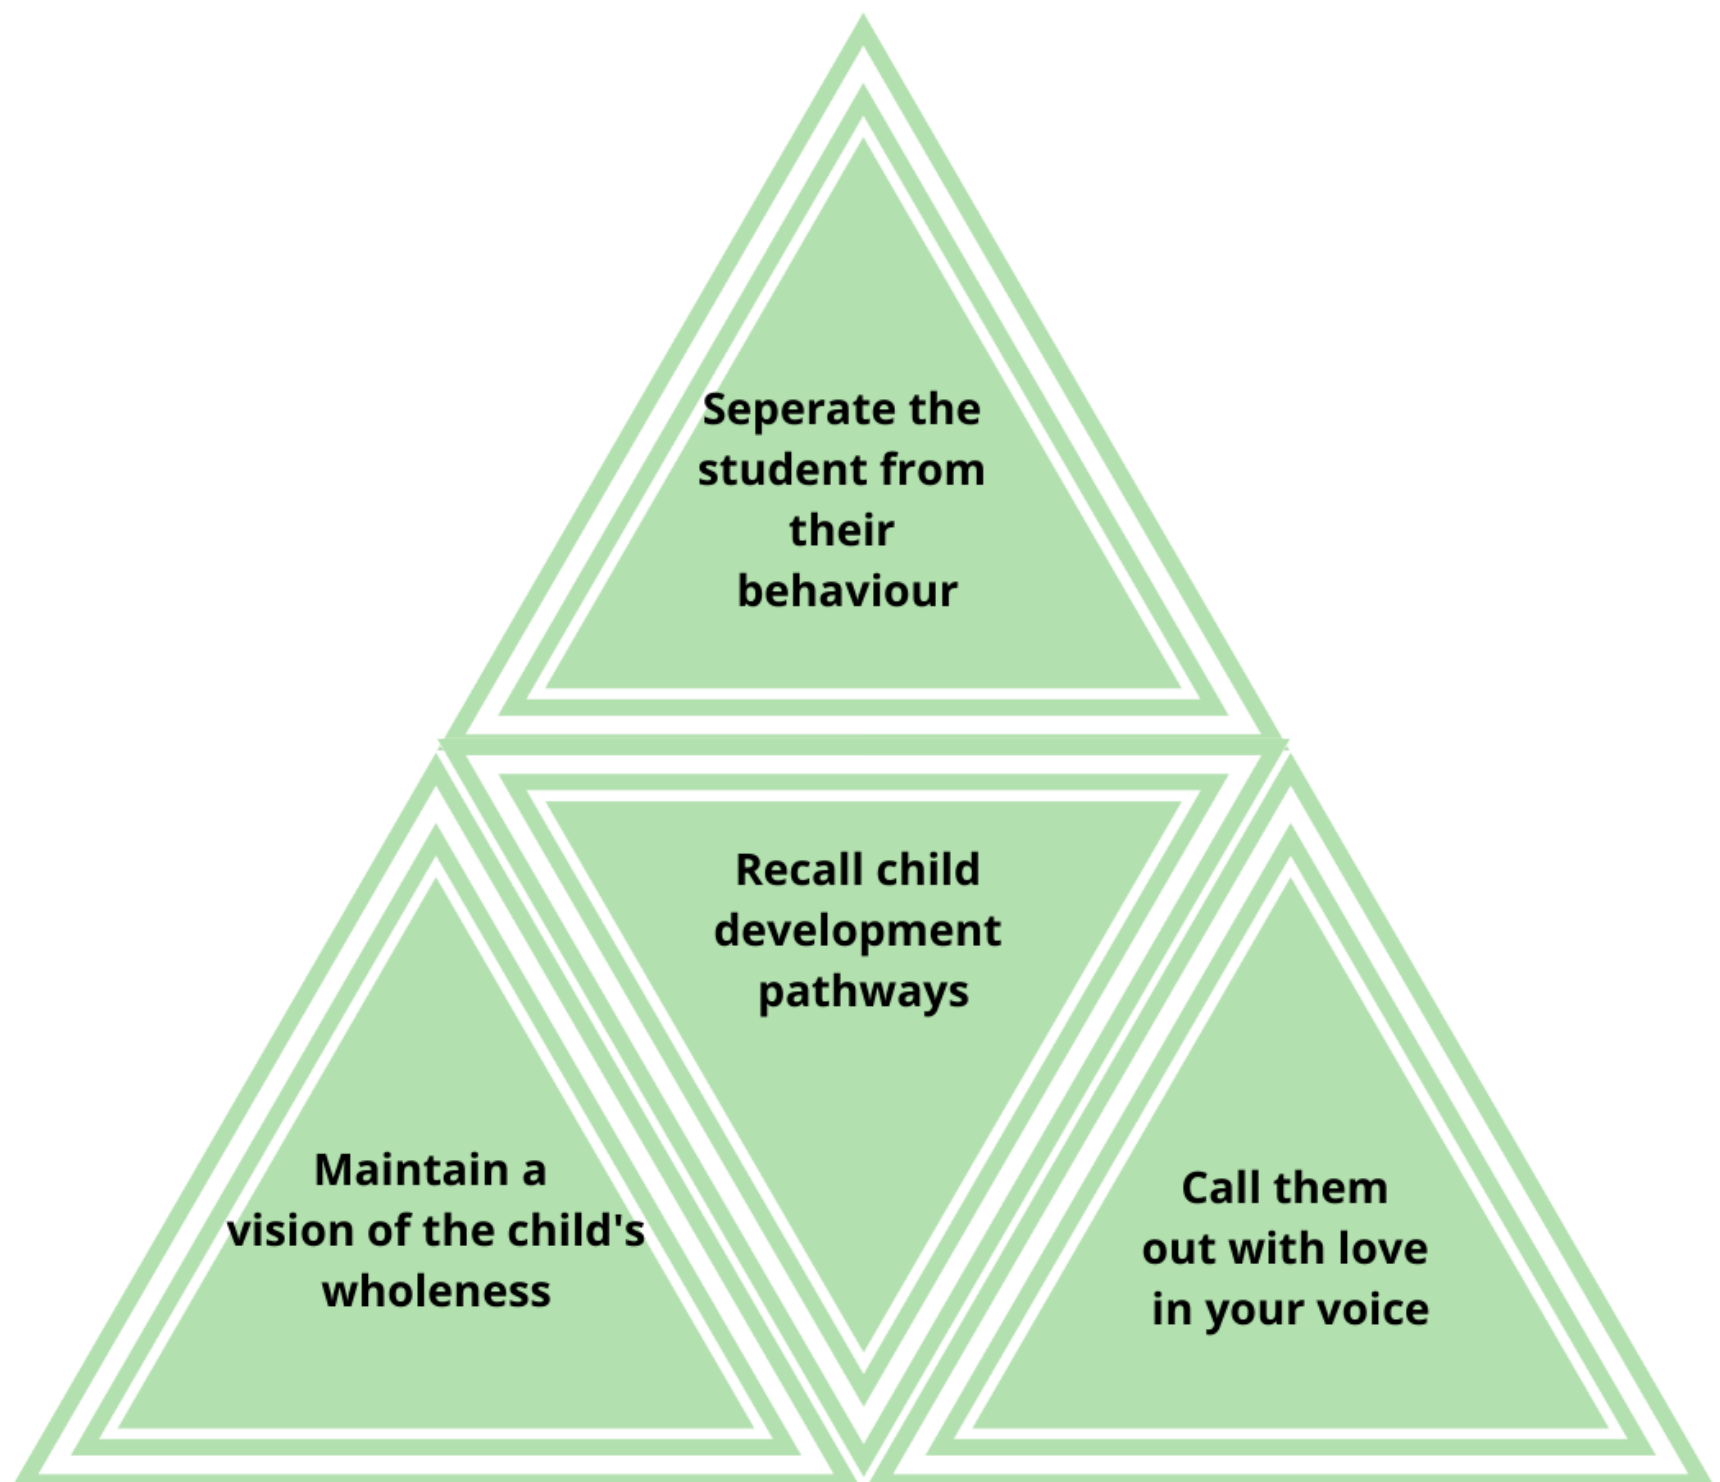 Seperate the
student from
their
behaviour
Recall child
development
pathways
Maintain a
vision of the child's
wholeness
Call them
out with love
in your voice